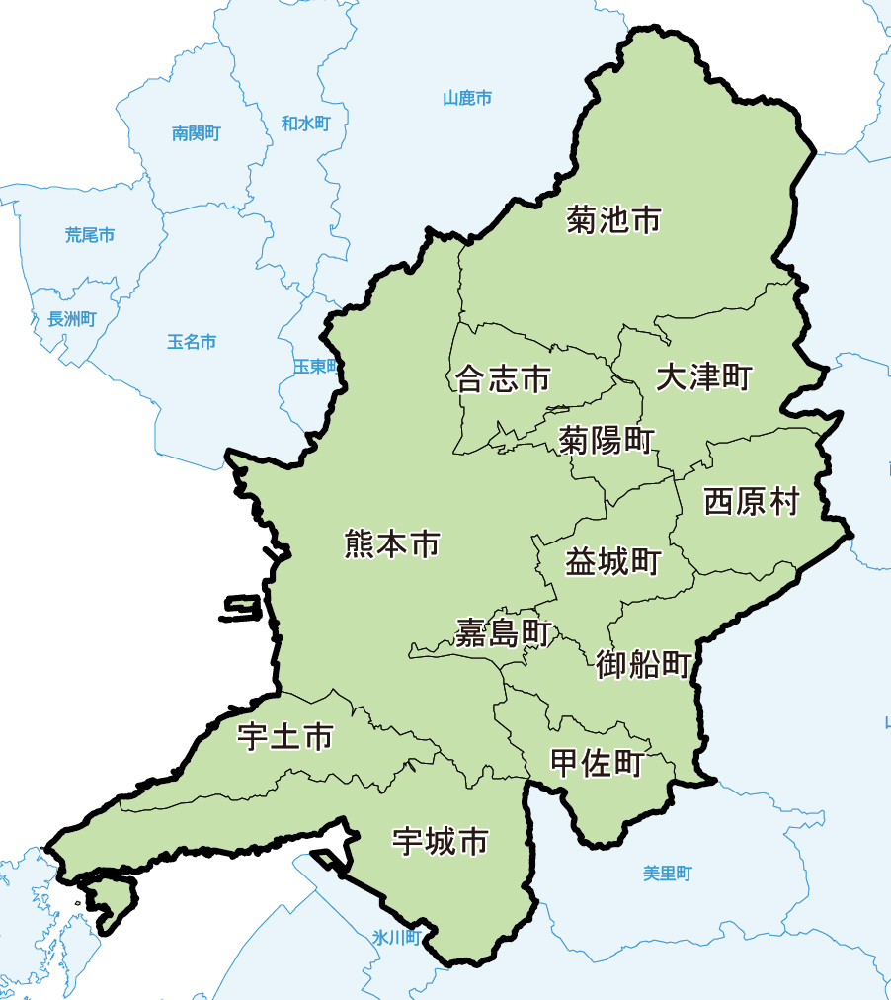 山鹿市
和水町
南関町
菊池市
荒尾市
長洲町
玉名市
玉東町
合志市
大津町
菊陽町
西原村
熊本市
益城町
嘉島町
御船町
宇土市
甲佐町
宇城市
美里町
氷川町